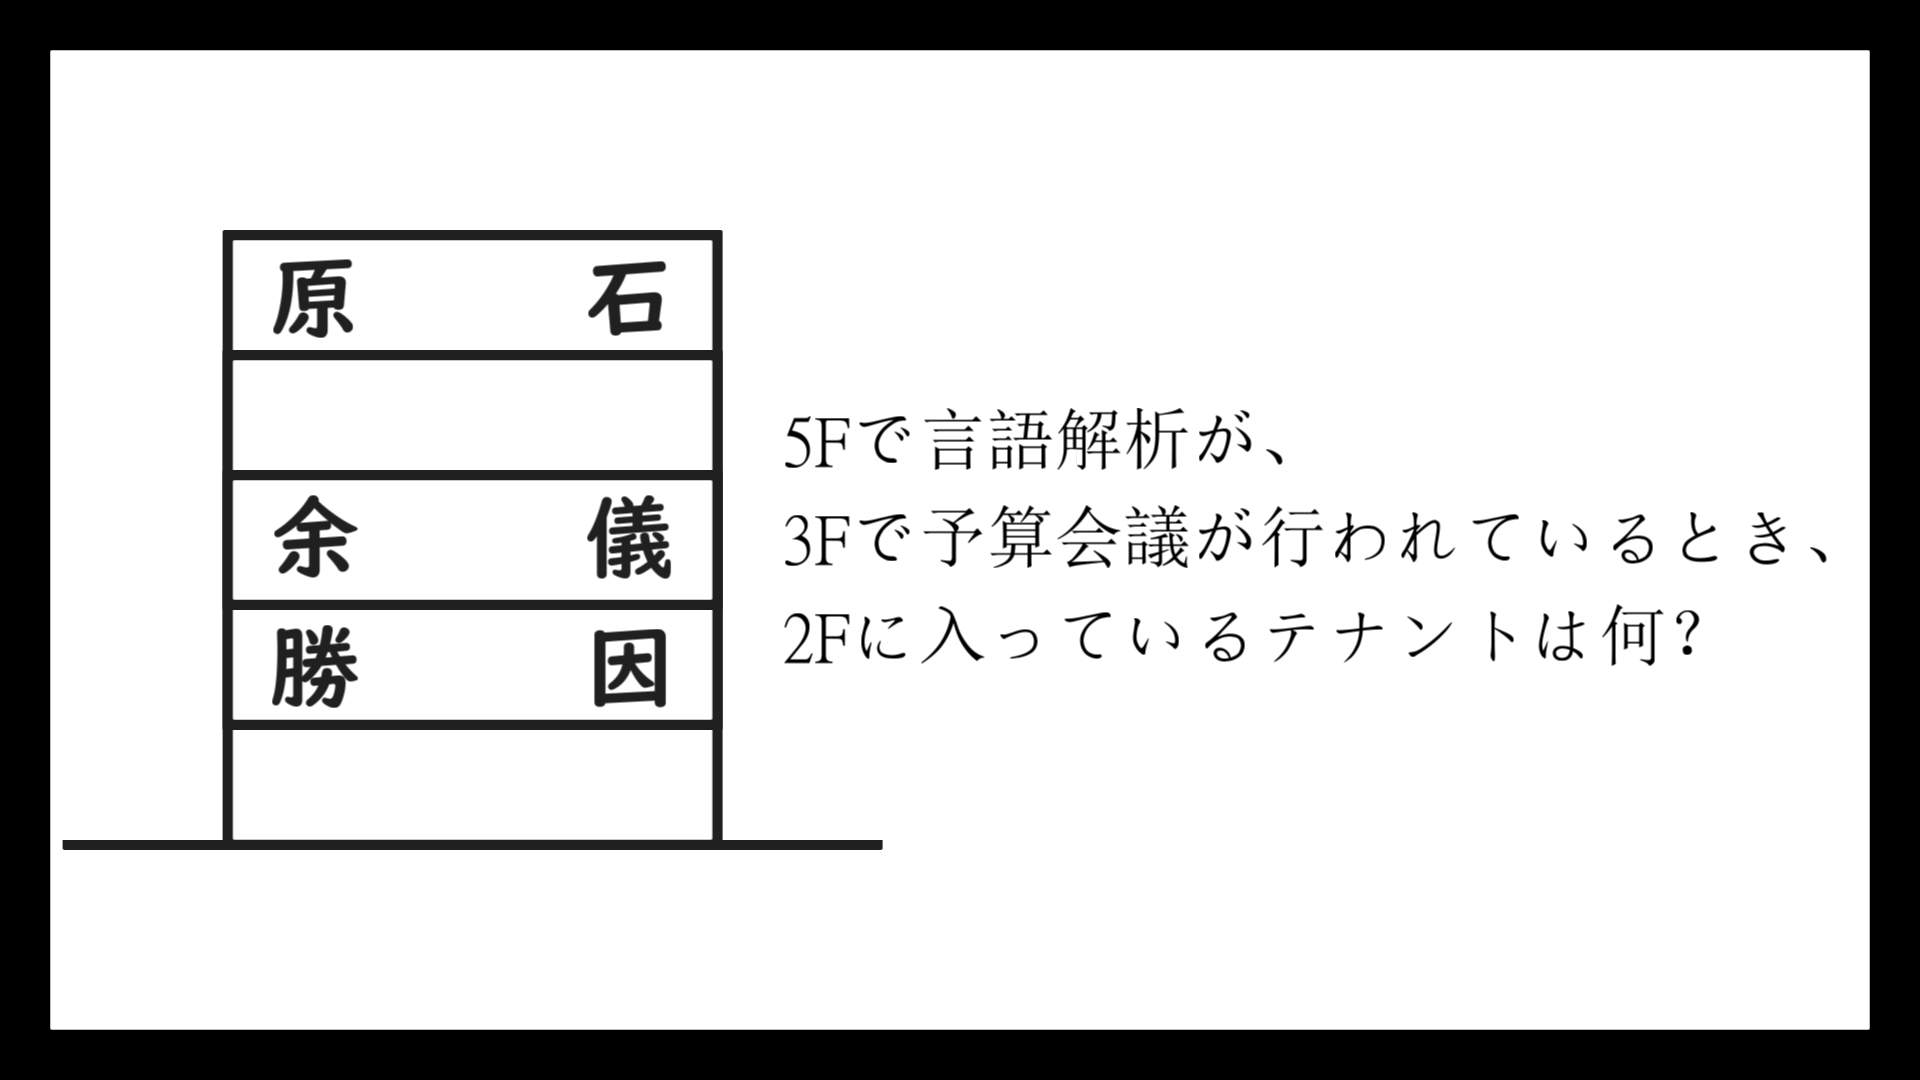 原 石
余 儀
勝 因
5Fで言語解析が、
3Fで予算会議が行われているとき、
2Fに入っているテナントは何？